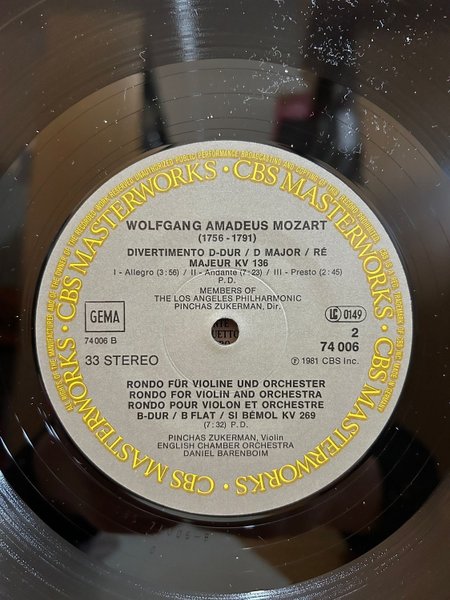 CBS MASTERWORKS · CBS MASTERWORKS · CBS MASTERWORKS · CBS MASTERWORKS ·
WOLFGANG AMADEUS MOZART
(1756 - 1791)
DIVERTIMENTO D-DUR / D MAJOR / RÉ
MAJEUR KV 136
I - Allegro (3:56) / II - Andante (7:23) / III - Presto (2:45)
P.D.
MEMBERS OF
THE LOS ANGELES PHILHARMONIC
PINCHAS ZUKERMAN, Dir.
GEMA
74 006 B
33 STEREO
LC 0149
2
74 006
℗ 1981 CBS Inc.
RONDO FÜR VIOLINE UND ORCHESTER
RONDO FOR VIOLIN AND ORCHESTRA
RONDO POUR VIOLON ET ORCHESTRE
B-DUR / B FLAT / SI BÉMOL KV 269
(7:32) P.D.
PINCHAS ZUKERMAN, Violin
ENGLISH CHAMBER ORCHESTRA
DANIEL BARENBOIM